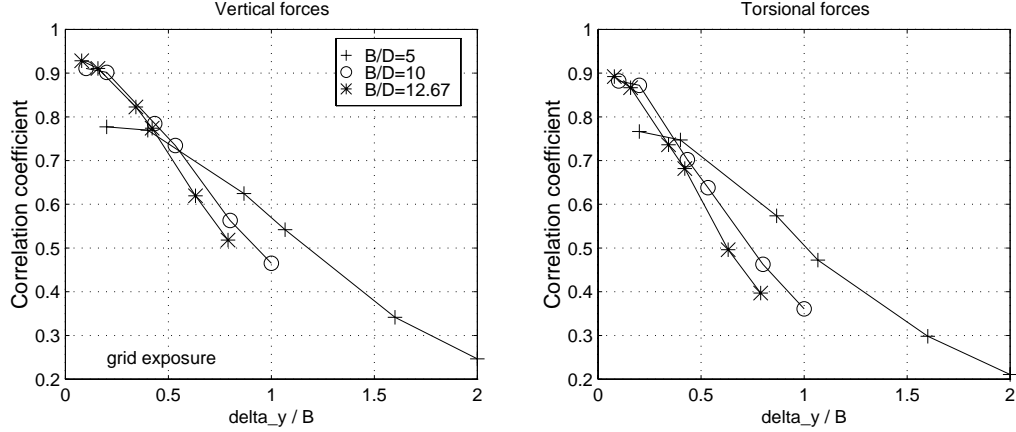 Vertical forces
Correlation coefficient
1
0.9
0.8
0.7
0.6
0.5
0.4
0.3
0.2
B/D=5
B/D=10
B/D=12.67
grid exposure
0 0.5 1 1.5 2
delta_y / B
Torsional forces
Correlation coefficient
1
0.9
0.8
0.7
0.6
0.5
0.4
0.3
0.2
0 0.5 1 1.5 2
delta_y / B